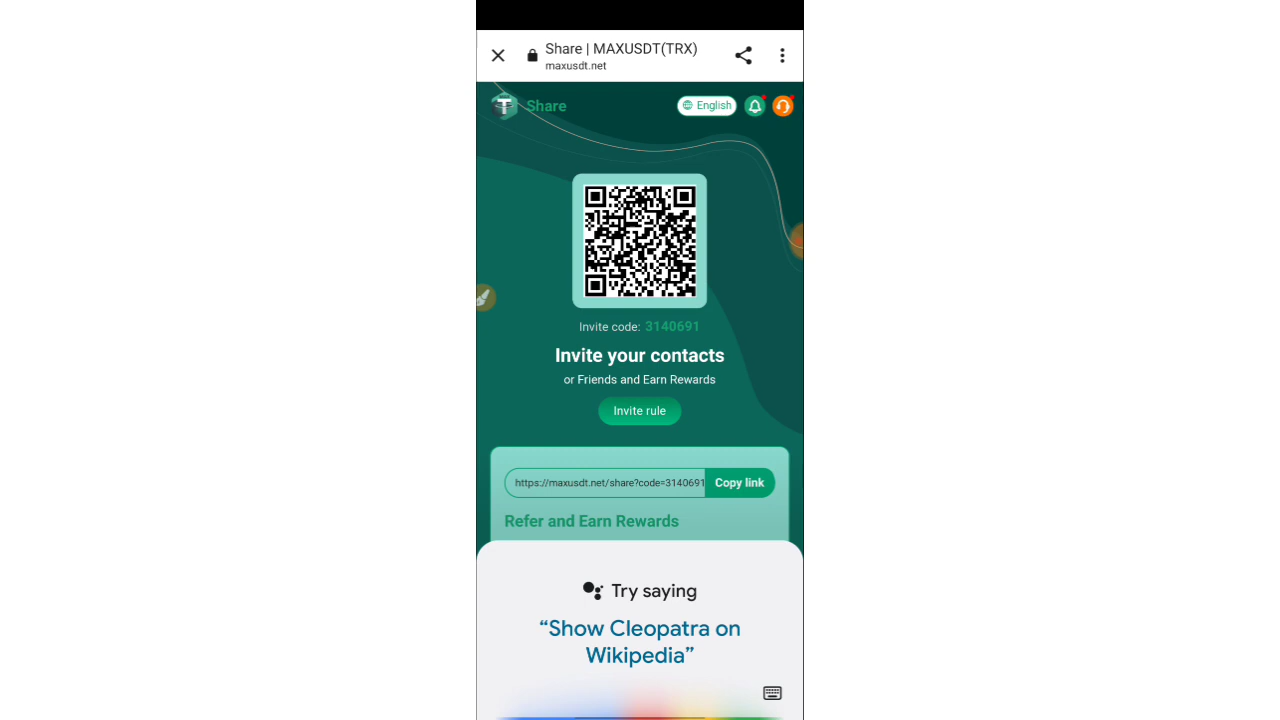 Share | MAXUSDT(TRX)
maxusdt.net
Share
English
Invite code: 3140691
Invite your contacts
or Friends and Earn Rewards
Invite rule
https://maxusdt.net/share?code=3140691
Copy link
Refer and Earn Rewards
Try saying
“Show Cleopatra on
Wikipedia”